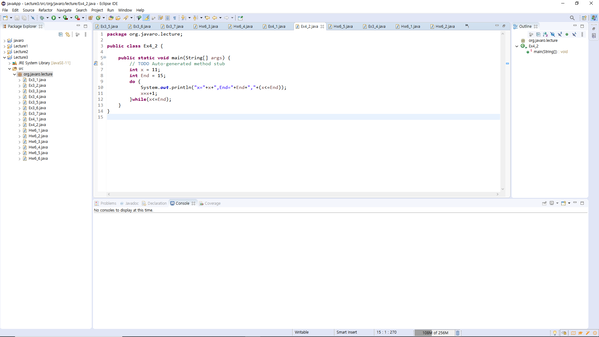 javaApp - Lecture3/src/org/javaro/lecture/Ex4_2.java - Eclipse IDE
File Edit Source Refactor Navigate Search Project Run Window Help
Package Explorer
javaro
Lecture1
Lecture2
Lecture3
JRE System Library [JavaSE-17]
src
org.javaro.lecture
Ex3_1.java
Ex3_2.java
Ex3_3.java
Ex3_4.java
Ex3_5.java
Ex3_6.java
Ex3_7.java
Ex4_1.java
Ex4_2.java
Hw6_1.java
Hw6_2.java
Hw6_3.java
Hw6_4.java
Hw6_5.java
Hw6_6.java
Ex3_5.java Ex3_6.java Ex3_7.java Hw6_3.java Hw6_4.java Ex4_1.java Ex4_2.java Hw6_5.java Ex3_4.java Hw6_1.java Hw6_2.java
1 package org.javaro.lecture;
2
3 public class Ex4_2 {
4
5 public static void main(String[] args) {
6 // TODO Auto-generated method stub
7 int x = 11;
8 int End = 15;
9 do {
10 System.out.println("x="+x+",End="+End+","+(x<=End));
11 x=x+1;
12 }while(x<=End);
13 }
14 }
15
Outline
org.javaro.lecture
Ex4_2
main(String[]) : void
Problems Javadoc Declaration Console Coverage
No consoles to display at this time.
Writable Smart Insert 15 : 1 : 270 of 256M